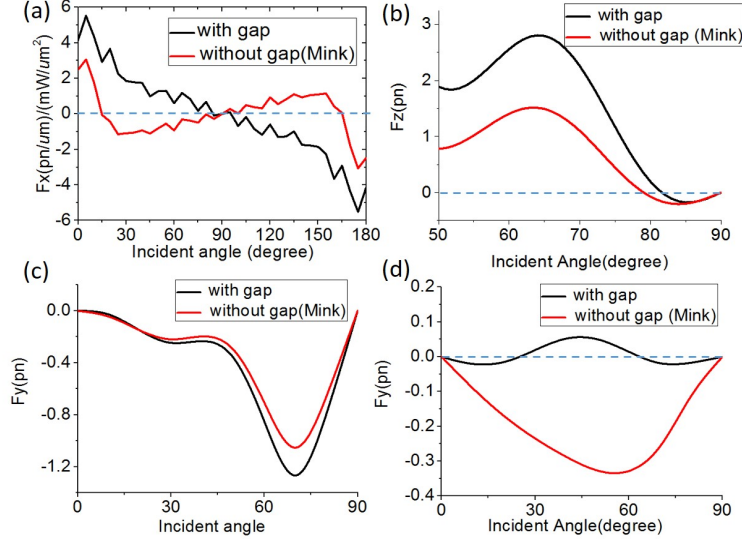 (a)
with gap
without gap(Mink)
Fx(pn/um)/(mW/um²)
6
4
2
0
-2
-4
-6
0 30 60 90 120 150 180
Incident angle (degree)
(b)
with gap
without gap (Mink)
Fz(pn)
3
2
1
0
50 60 70 80 90
Incident Angle(degree)
(c)
with gap
without gap(Mink)
Fy(pn)
0.0
-0.4
-0.8
-1.2
0 30 60 90
Incident angle
(d)
with gap
without gap (Mink)
Fy(pn)
0.2
0.1
0.0
-0.1
-0.2
-0.3
-0.4
0 30 60 90
Incident Angle(degree)